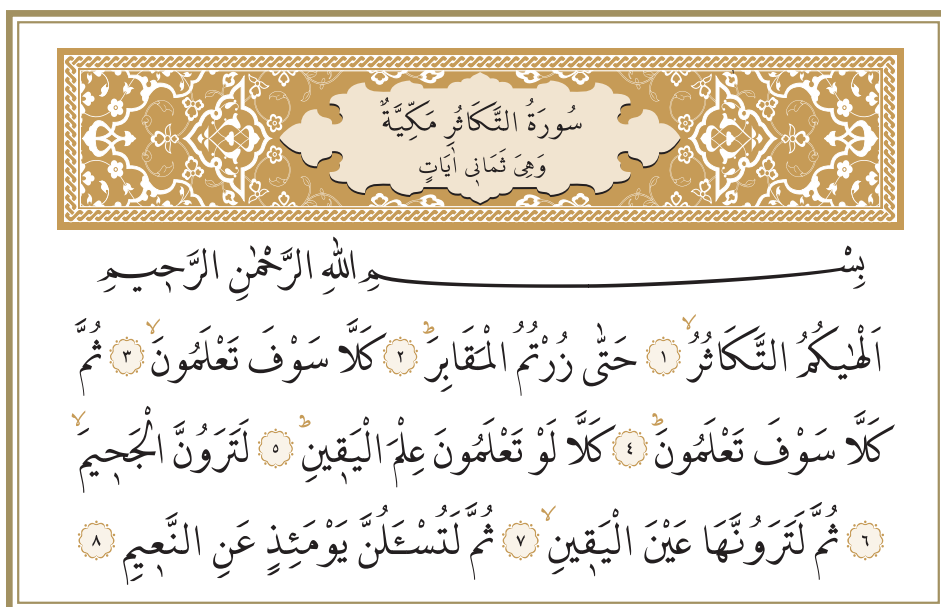 سُورَةُ التَّكَاثُرِ مَكِّيَّةٌ
وَهِيَ ثَمَانِي اٰيَاتٍ
بِسْمِ اللّٰهِ الرَّحْمٰنِ الرَّحِيمِ
اَلْهٰيكُمُ التَّكَاثُرُۙ ﴿١﴾ حَتّٰى زُرْتُمُ الْمَقَابِرَۜ ﴿٢﴾ كَلَّا سَوْفَ تَعْلَمُونَۙ ﴿٣﴾ ثُمَّ
كَلَّا سَوْفَ تَعْلَمُونَۜ ﴿٤﴾ كَلَّا لَوْ تَعْلَمُونَ عِلْمَ الْيَقِينِۜ ﴿٥﴾ لَتَرَوُنَّ الْجَحِيمَۙ
﴿٦﴾ ثُمَّ لَتَرَوُنَّهَا عَيْنَ الْيَقِينِۙ ﴿٧﴾ ثُمَّ لَتُسْـَٔلُنَّ يَوْمَئِذٍ عَنِ النَّعِيمِ ﴿٨﴾